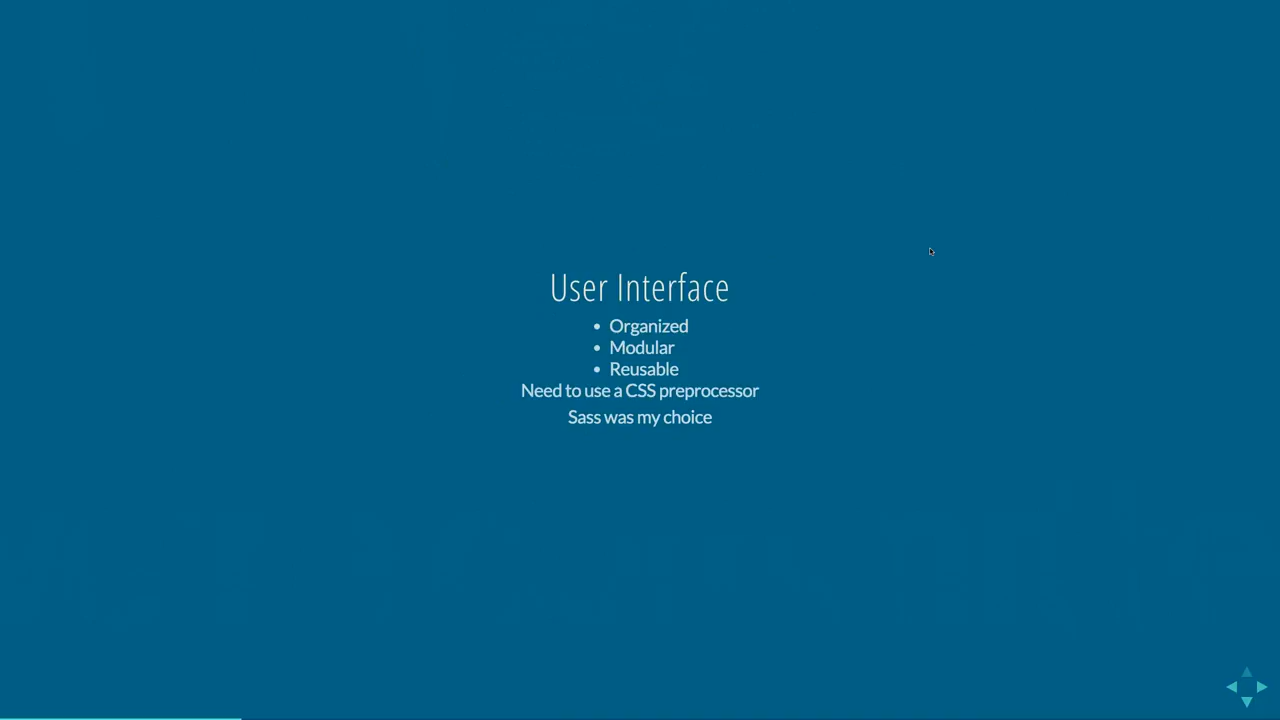 User Interface
• Organized
• Modular
• Reusable
Need to use a CSS preprocessor
Sass was my choice